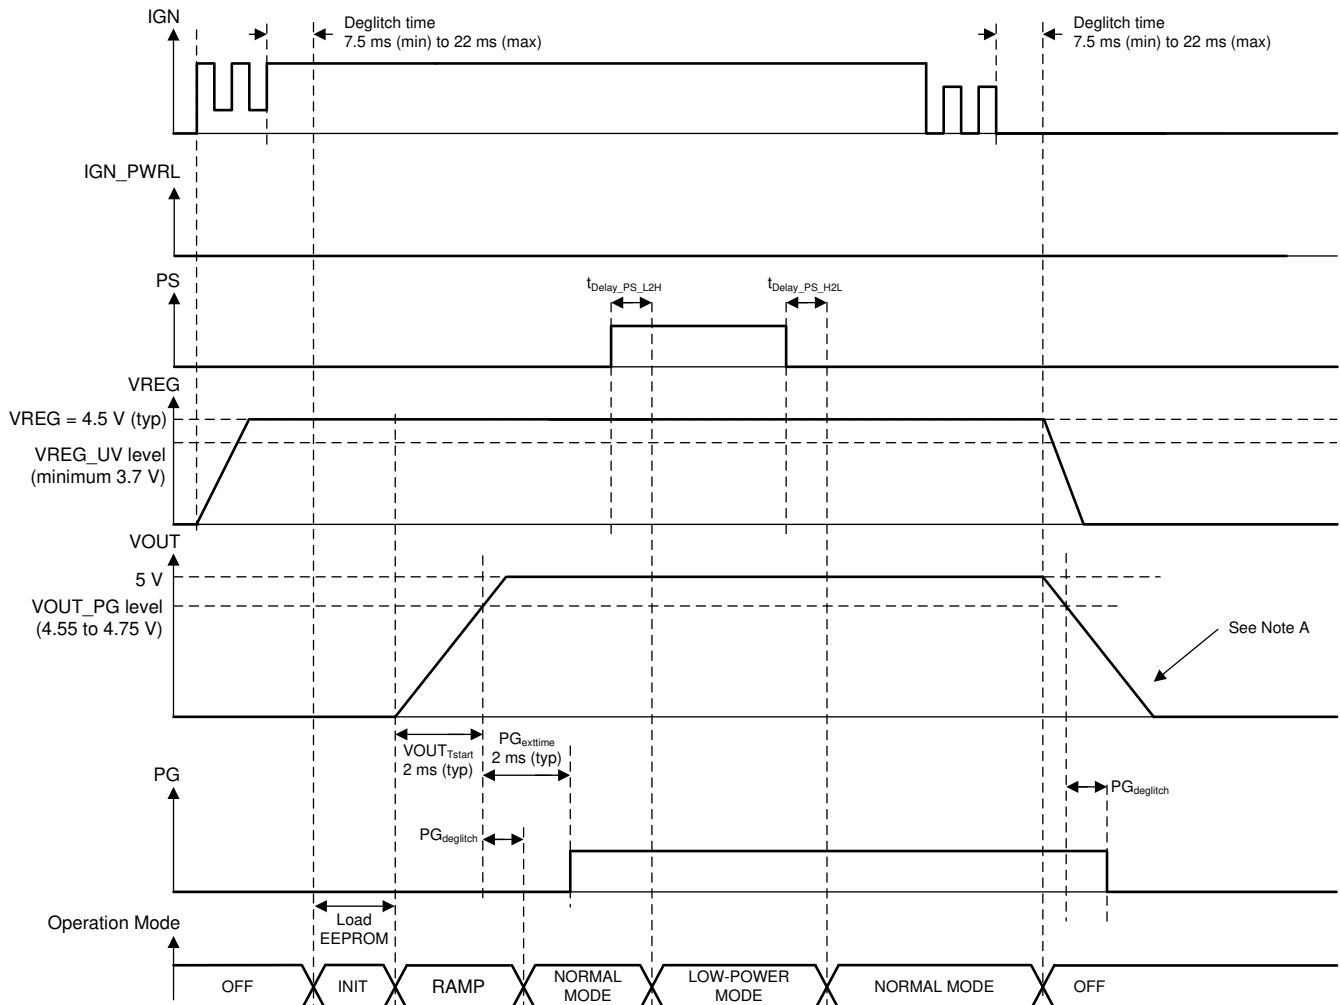 IGN
Deglitch time
7.5 ms (min) to 22 ms (max)
Deglitch time
7.5 ms (min) to 22 ms (max)
IGN_PWRL
PS
tDelay_PS_L2H
tDelay_PS_H2L
VREG
VREG = 4.5 V (typ)
VREG_UV level
(minimum 3.7 V)
VOUT
5 V
VOUT_PG level
(4.55 to 4.75 V)
See Note A
VOUTTstart
2 ms (typ)
PGexttime
2 ms (typ)
PG
PGdeglitch
PGdeglitch
Load
EEPROM
Operation Mode
OFF
INIT
RAMP
NORMAL
MODE
LOW-POWER
MODE
NORMAL MODE
OFF